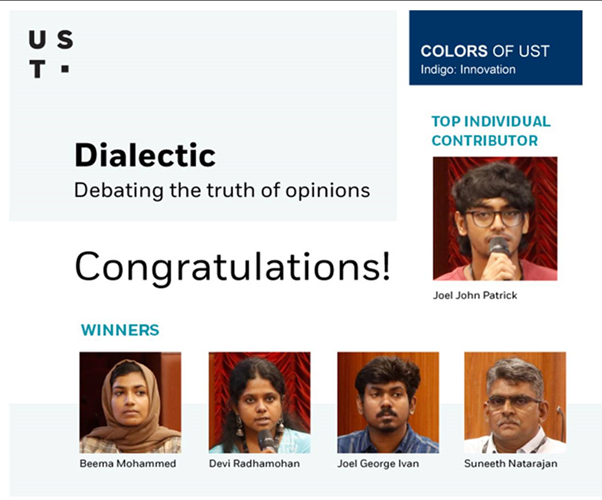 U S
T
COLORS OF UST
Indigo: Innovation
TOP INDIVIDUAL
CONTRIBUTOR
Dialectic
Debating the truth of opinions
Joel John Patrick
Congratulations!
WINNERS
Beema Mohammed
Devi Radhamohan
Joel George Ivan
Suneeth Natarajan